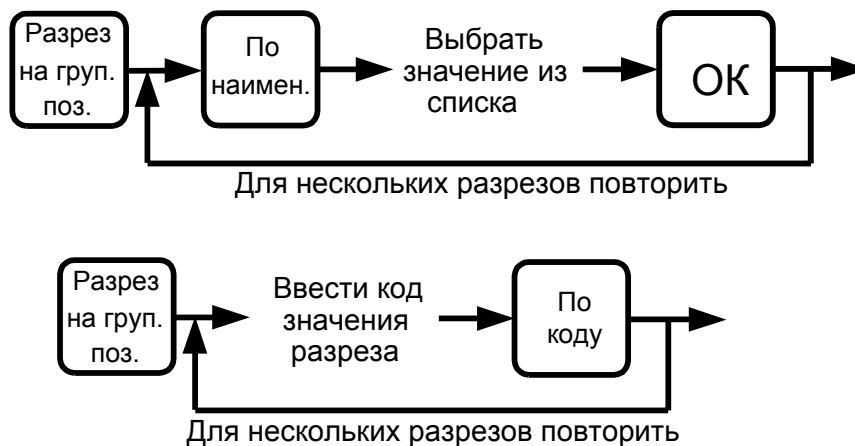 Разрез
на груп.
поз.
По
наимен.
Выбрать
значение из
списка
ОК
Для нескольких разрезов повторить
Разрез
на груп.
поз.
Ввести код
значения
разреза
По
коду
Для нескольких разрезов повторить